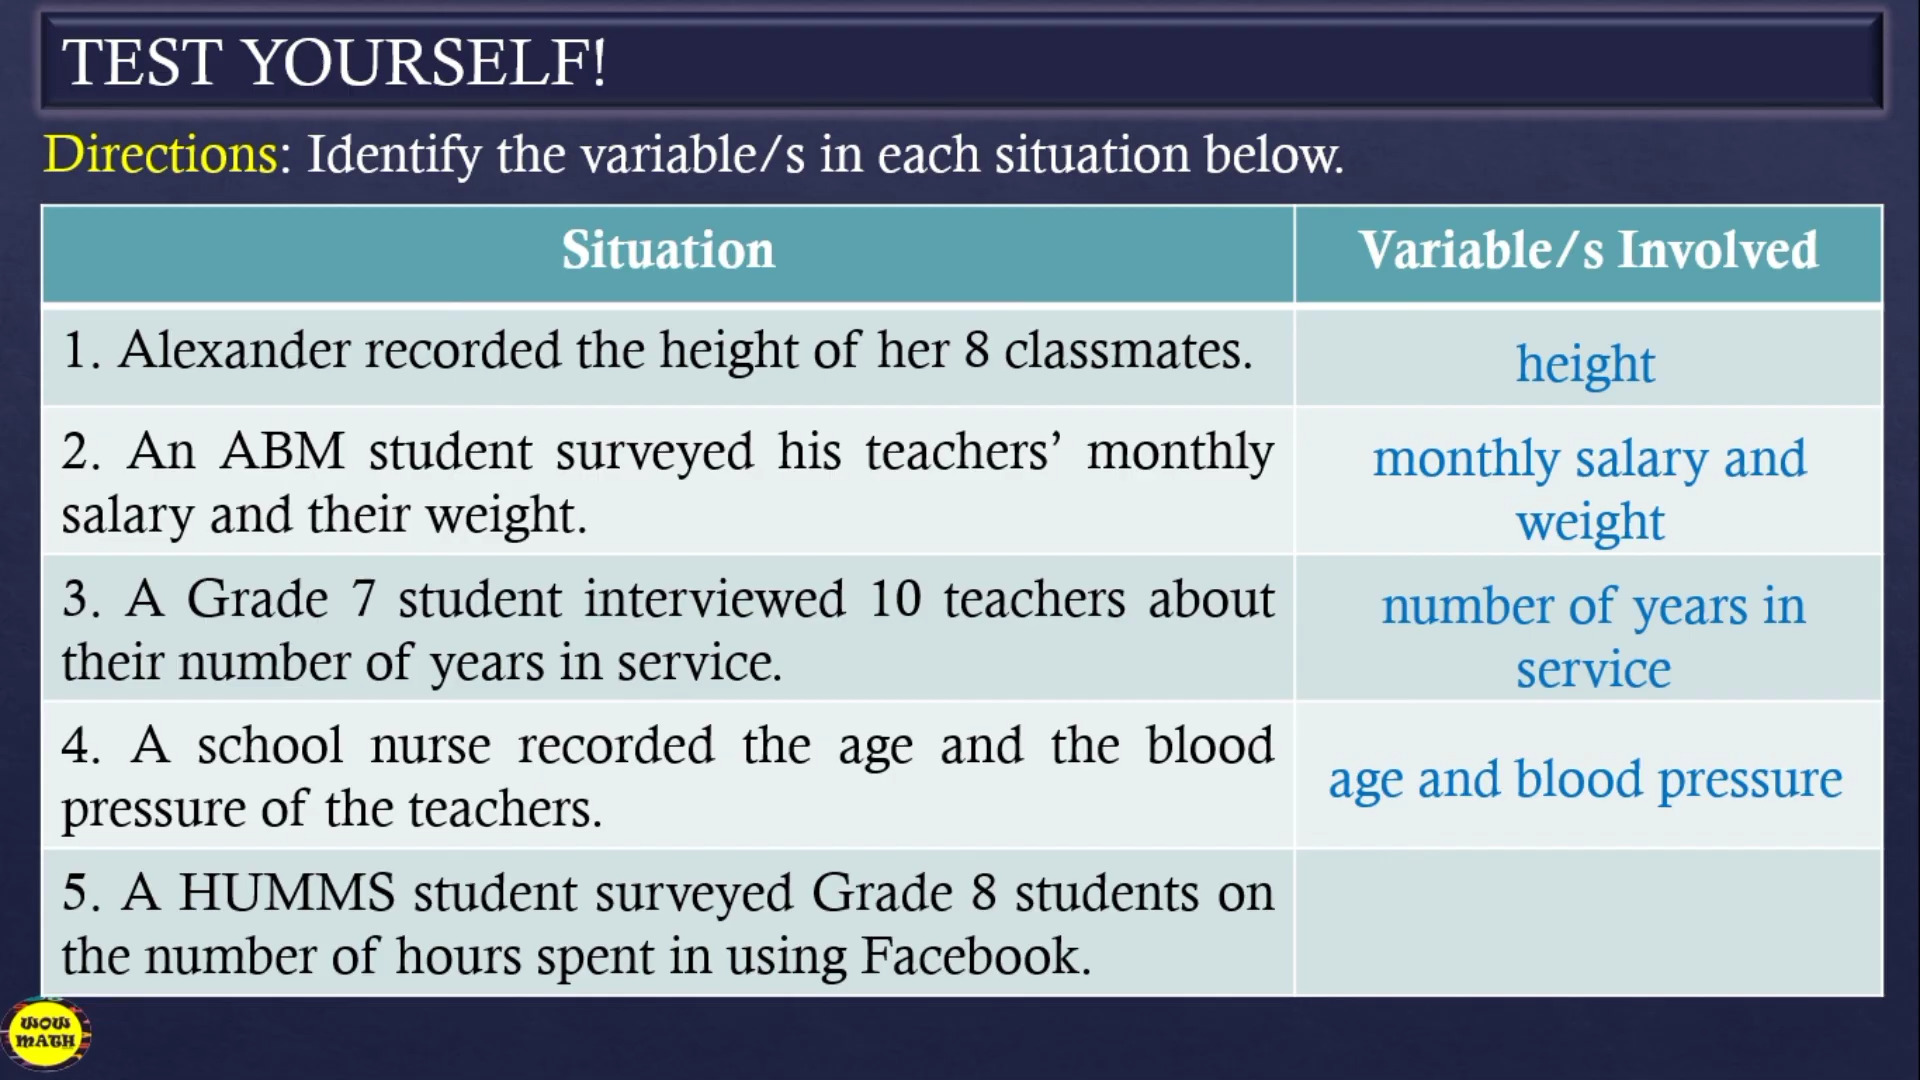 TEST YOURSELF!
Directions: Identify the variable/s in each situation below.
Situation
Variable/s Involved
1. Alexander recorded the height of her 8 classmates.
height
2. An ABM student surveyed his teachers’ monthly
salary and their weight.
monthly salary and
weight
3. A Grade 7 student interviewed 10 teachers about
their number of years in service.
number of years in
service
4. A school nurse recorded the age and the blood
pressure of the teachers.
age and blood pressure
5. A HUMMS student surveyed Grade 8 students on
the number of hours spent in using Facebook.
WOW
MATH